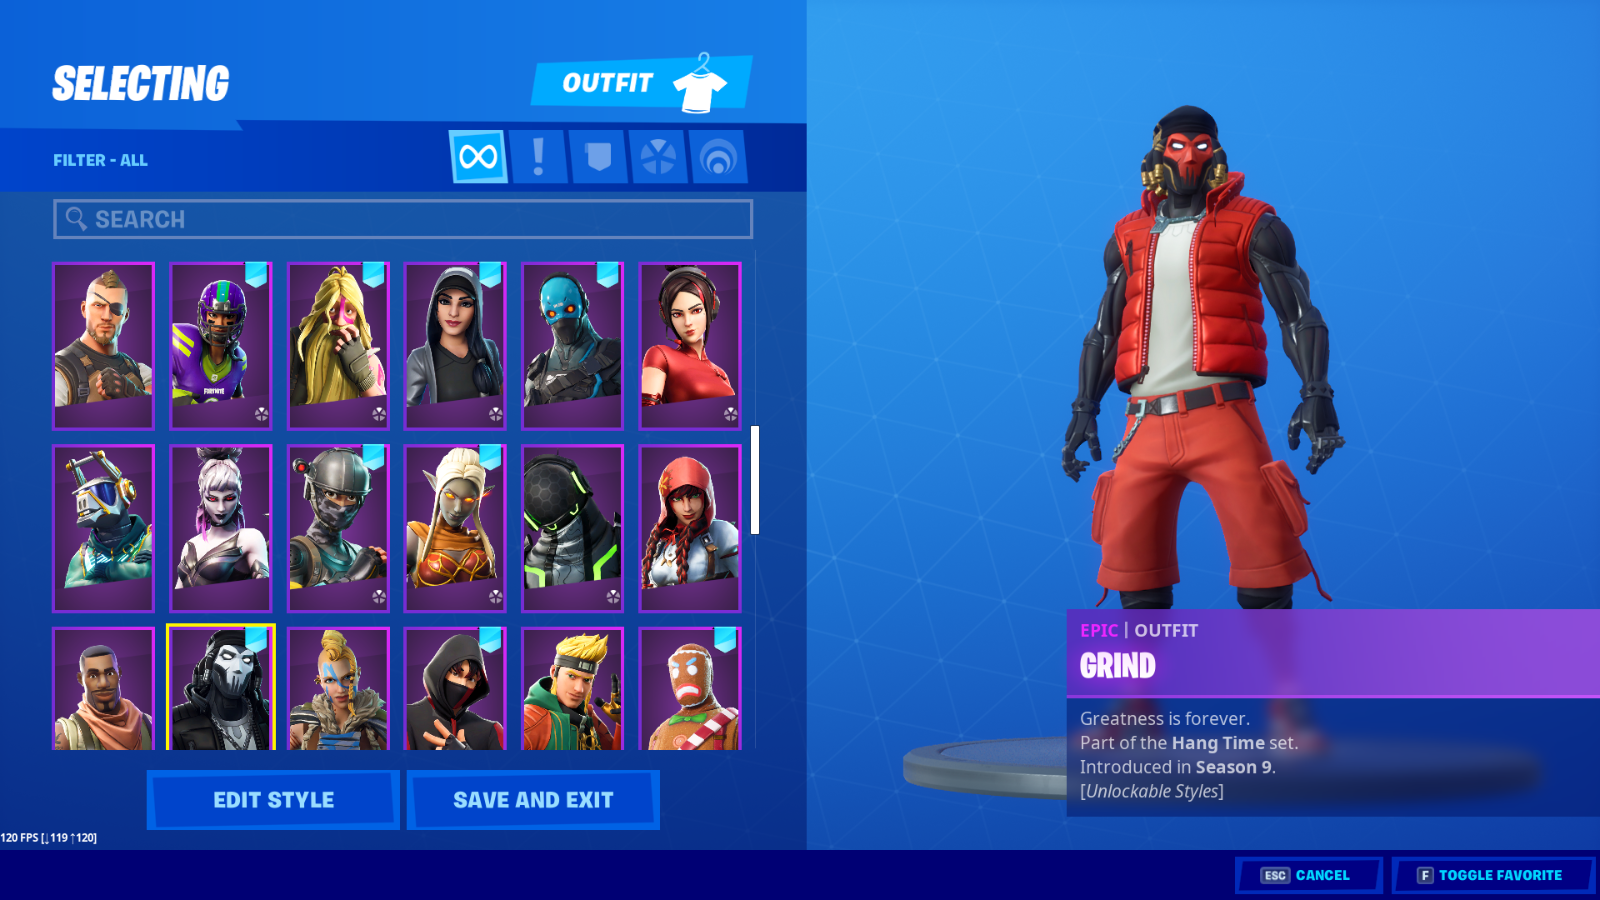 SELECTING
OUTFIT
FILTER - ALL
SEARCH
EPIC | OUTFIT
GRIND
Greatness is forever.
Part of the Hang Time set.
Introduced in Season 9.
[Unlockable Styles]
EDIT STYLE
SAVE AND EXIT
120 FPS [↓119 ↑120]
ESC CANCEL
F TOGGLE FAVORITE